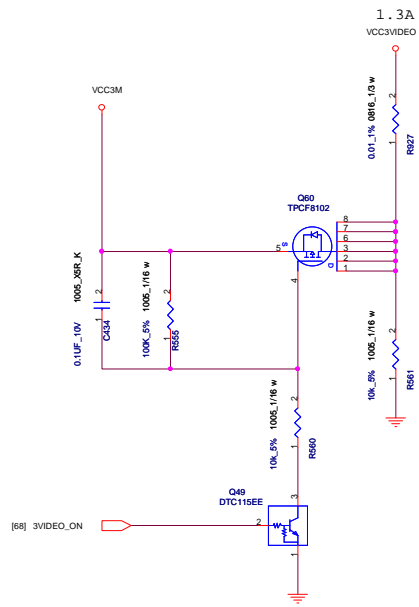 1.3A
VCC3VIDEO
VCC3M
2
1
0.01_1% 0816_1/3 w
R927
Q60
TPCF8102
5
S
4
D
8
7
6
3
2
1
1005_X5R_K
0.1UF_10V
2
1
C434
1005_1/16 w
100K_5%
2
1
R555
1005_1/16 w
10k_5%
2
1
R561
1005_1/16 w
10k_5%
2
1
R560
Q49
DTC115EE
3
2
1
[68] 3VIDEO_ON